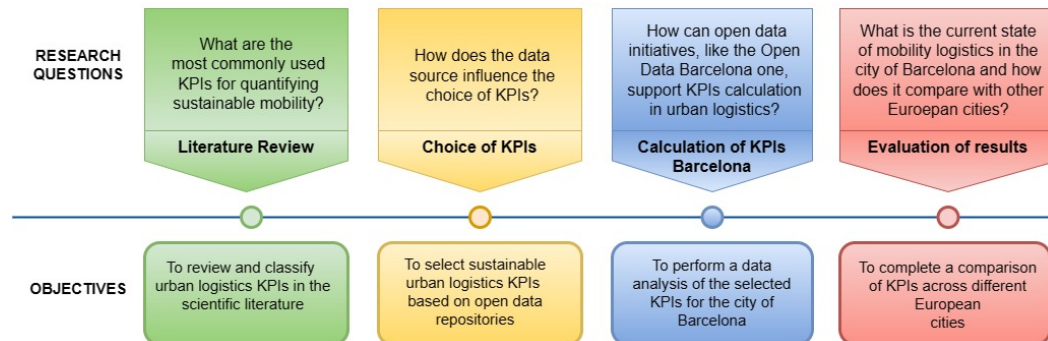 RESEARCH
QUESTIONS
What are the
most commonly used
KPIs for quantifying
sustainable mobility?
Literature Review
How does the data
source influence the
choice of KPIs?
Choice of KPIs
How can open data
initiatives, like the Open
Data Barcelona one,
support KPIs calculation
in urban logistics?
Calculation of KPIs
Barcelona
What is the current state
of mobility logistics in the
city of Barcelona and how
does it compare with other
Euroepan cities?
Evaluation of results
OBJECTIVES
To review and classify
urban logistics KPIs in the
scientific literature
To select sustainable
urban logistics KPIs
based on open data
repositories
To perform a data
analysis of the selected
KPIs for the city of
Barcelona
To complete a comparison
of KPIs across different
European
cities